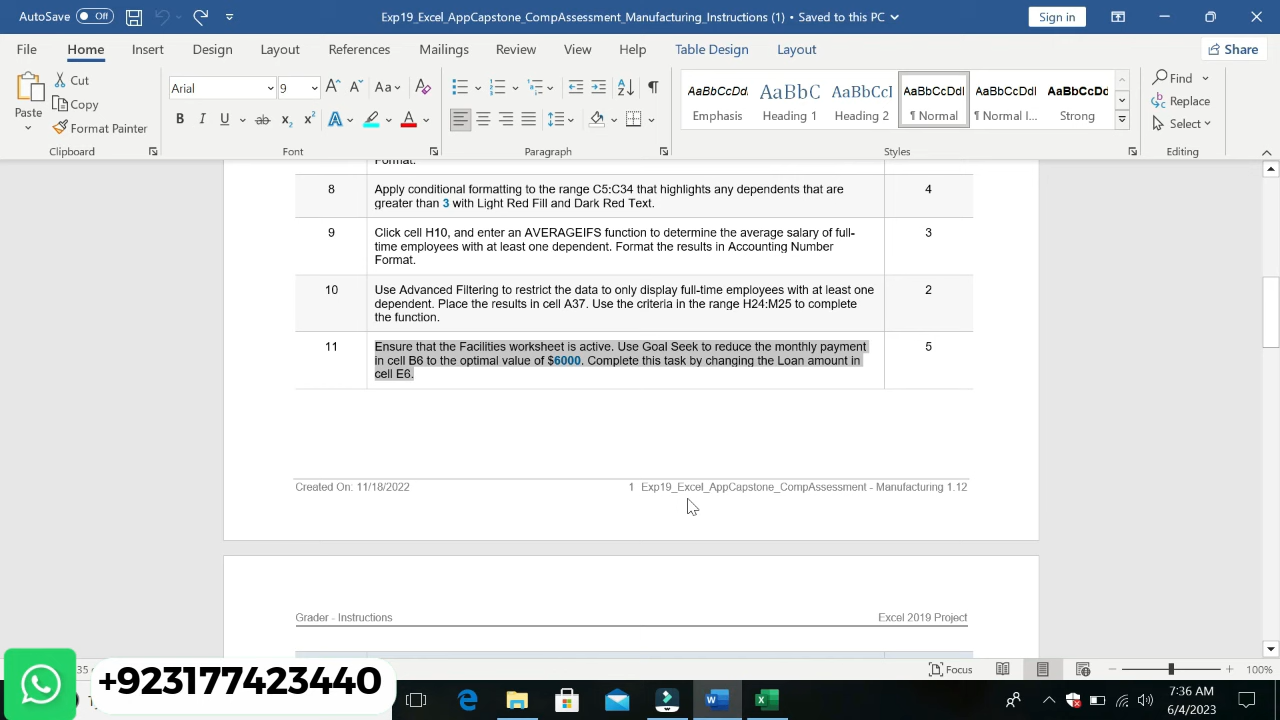 AutoSave Off Exp19_Excel_AppCapstone_CompAssessment_Manufacturing_Instructions (1) • Saved to this PC Sign in
File Home Insert Design Layout References Mailings Review View Help Table Design Layout Share
Paste Cut Copy Format Painter
Arial 9
AaBbCcDd. Emphasis
AaBbC Heading 1
AaBbCcI Heading 2
AaBbCcDdI ¶ Normal
AaBbCcDdI ¶ Normal I...
AaBbCcDc Strong
Find
Replace
Select
Clipboard Font Paragraph Styles Editing
Format.
8 Apply conditional formatting to the range C5:C34 that highlights any dependents that are 4
greater than 3 with Light Red Fill and Dark Red Text.
9 Click cell H10, and enter an AVERAGEIFS function to determine the average salary of full- 3
time employees with at least one dependent. Format the results in Accounting Number
Format.
10 Use Advanced Filtering to restrict the data to only display full-time employees with at least one 2
dependent. Place the results in cell A37. Use the criteria in the range H24:M25 to complete
the function.
11 Ensure that the Facilities worksheet is active. Use Goal Seek to reduce the monthly payment 5
in cell B6 to the optimal value of $6000. Complete this task by changing the Loan amount in
cell E6.
Created On: 11/18/2022 1 Exp19_Excel_AppCapstone_CompAssessment - Manufacturing 1.12
Grader - Instructions Excel 2019 Project
Focus 100%
+923177423440
7:36 AM
6/4/2023